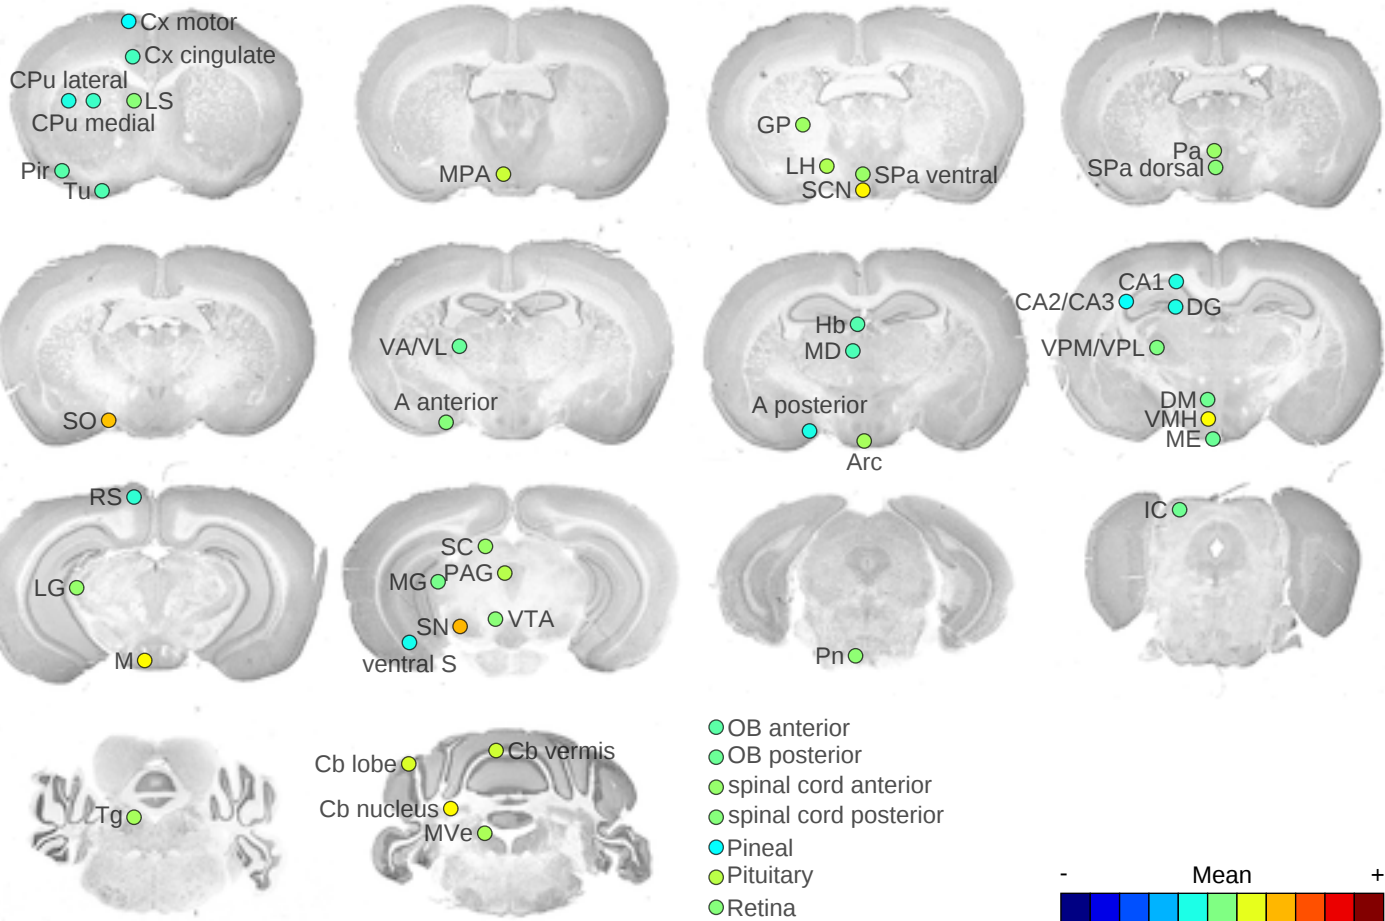 Cx motor
Cx cingulate
CPu lateral
LS
CPu medial
Pir
Tu
MPA
GP
LH
SPa ventral
SCN
Pa
SPa dorsal
SO
VA/VL
A anterior
Hb
MD
A posterior
Arc
CA1
CA2/CA3
DG
VPM/VPL
DM
VMH
ME
RS
LG
M
SC
MG
PAG
VTA
SN
ventral S
Pn
IC
Tg
Cb lobe
Cb vermis
Cb nucleus
MVe
OB anterior
OB posterior
spinal cord anterior
spinal cord posterior
Pineal
Pituitary
Retina
- Mean +